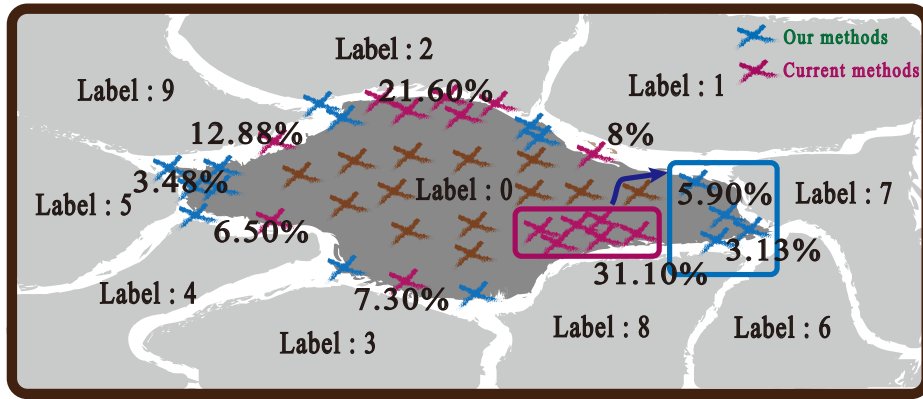 Our methods
Current methods
Label : 2
Label : 9
Label : 1
21.60%
12.88%
8%
3.48%
Label : 0
5.90%
Label : 7
Label : 5
6.50%
3.13%
31.10%
Label : 4
7.30%
Label : 8
Label : 6
Label : 3